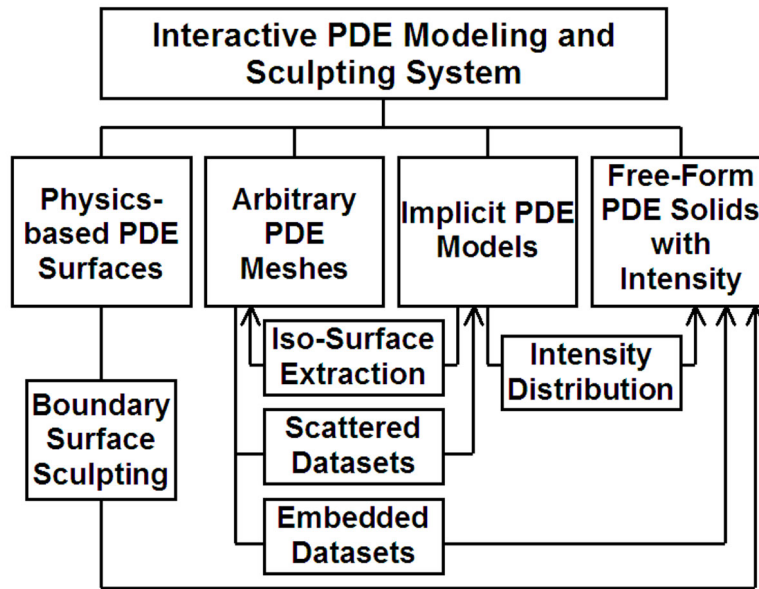 Interactive PDE Modeling and
Sculpting System
Physics-
based PDE
Surfaces
Arbitrary
PDE
Meshes
Implicit PDE
Models
Free-Form
PDE Solids
with
Intensity
Iso-Surface
Extraction
Intensity
Distribution
Boundary
Surface
Sculpting
Scattered
Datasets
Embedded
Datasets